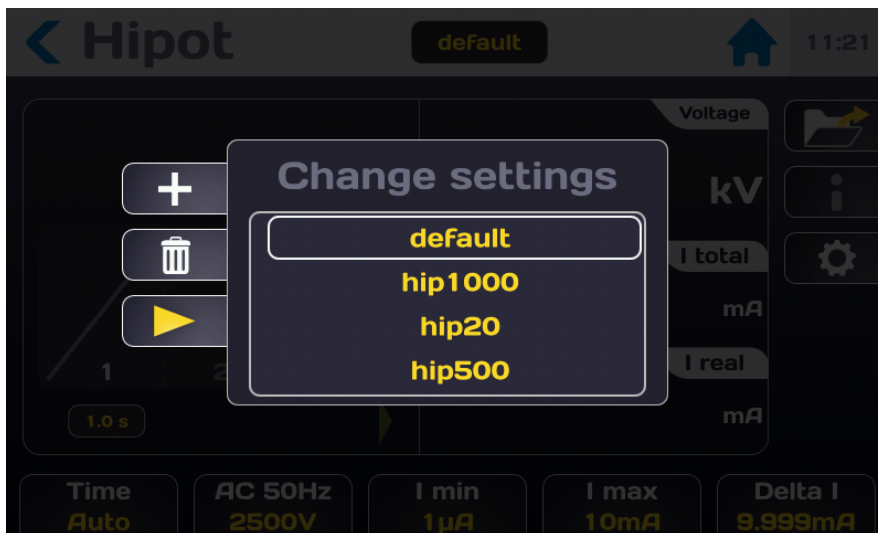 Hipot default 11:21
Voltage
Change settings
kV
default
I total
hip1000
mA
hip20
I real
hip500
1 2
1.0 s
mA
Time AC 50Hz I min I max Delta I
Auto 2500V 1µA 10mA 9.999mA